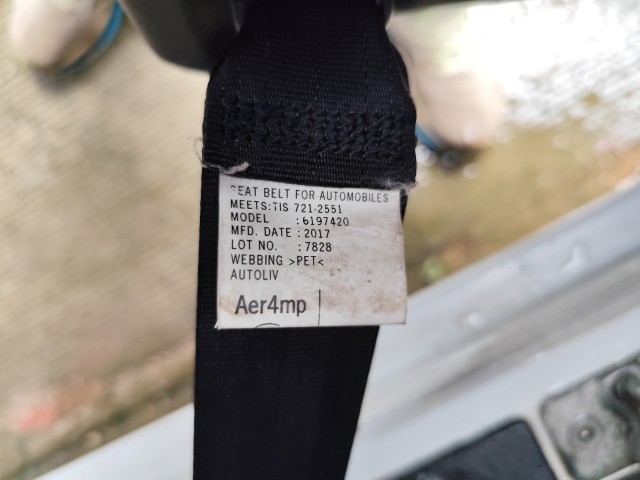 SEAT BELT FOR AUTOMOBILES
MEETS:TIS 721-2551
MODEL :6197420
MFD. DATE :2017
LOT NO. :7828
WEBBING >PET<
AUTOLIV
Aer4mp